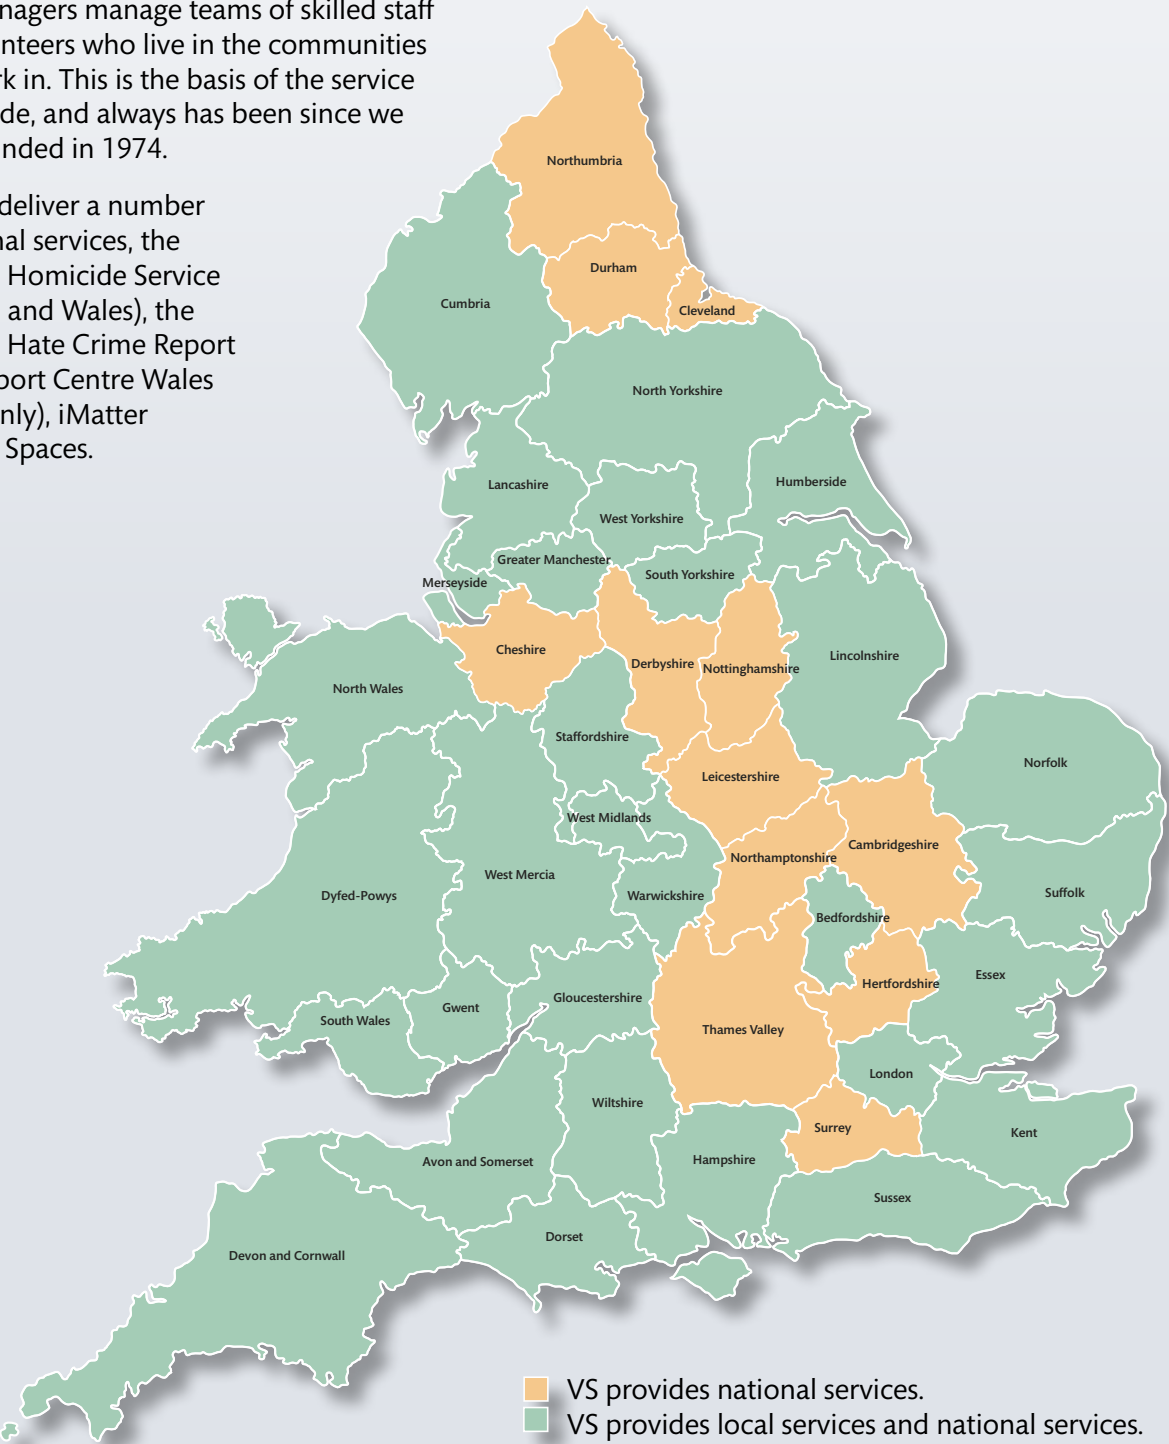 nagers manage teams of skilled staff
nteers who live in the communities
rk in. This is the basis of the service
de, and always has been since we
nded in 1974.
deliver a number
nal services, the
Homicide Service
and Wales), the
Hate Crime Report
port Centre Wales
nly), iMatter
Spaces.
Northumbria
Durham
Cleveland
Cumbria
North Yorkshire
Lancashire
Humberside
West Yorkshire
Greater Manchester
South Yorkshire
Merseyside
Cheshire
Derbyshire
Nottinghamshire
Lincolnshire
North Wales
Staffordshire
Norfolk
Leicestershire
West Midlands
Cambridgeshire
Northamptonshire
West Mercia
Dyfed-Powys
Warwickshire
Suffolk
Bedfordshire
Essex
Hertfordshire
Gloucestershire
Gwent
South Wales
Thames Valley
London
Wiltshire
Surrey
Kent
Avon and Somerset
Hampshire
Sussex
Dorset
Devon and Cornwall
VS provides national services.
VS provides local services and national services.